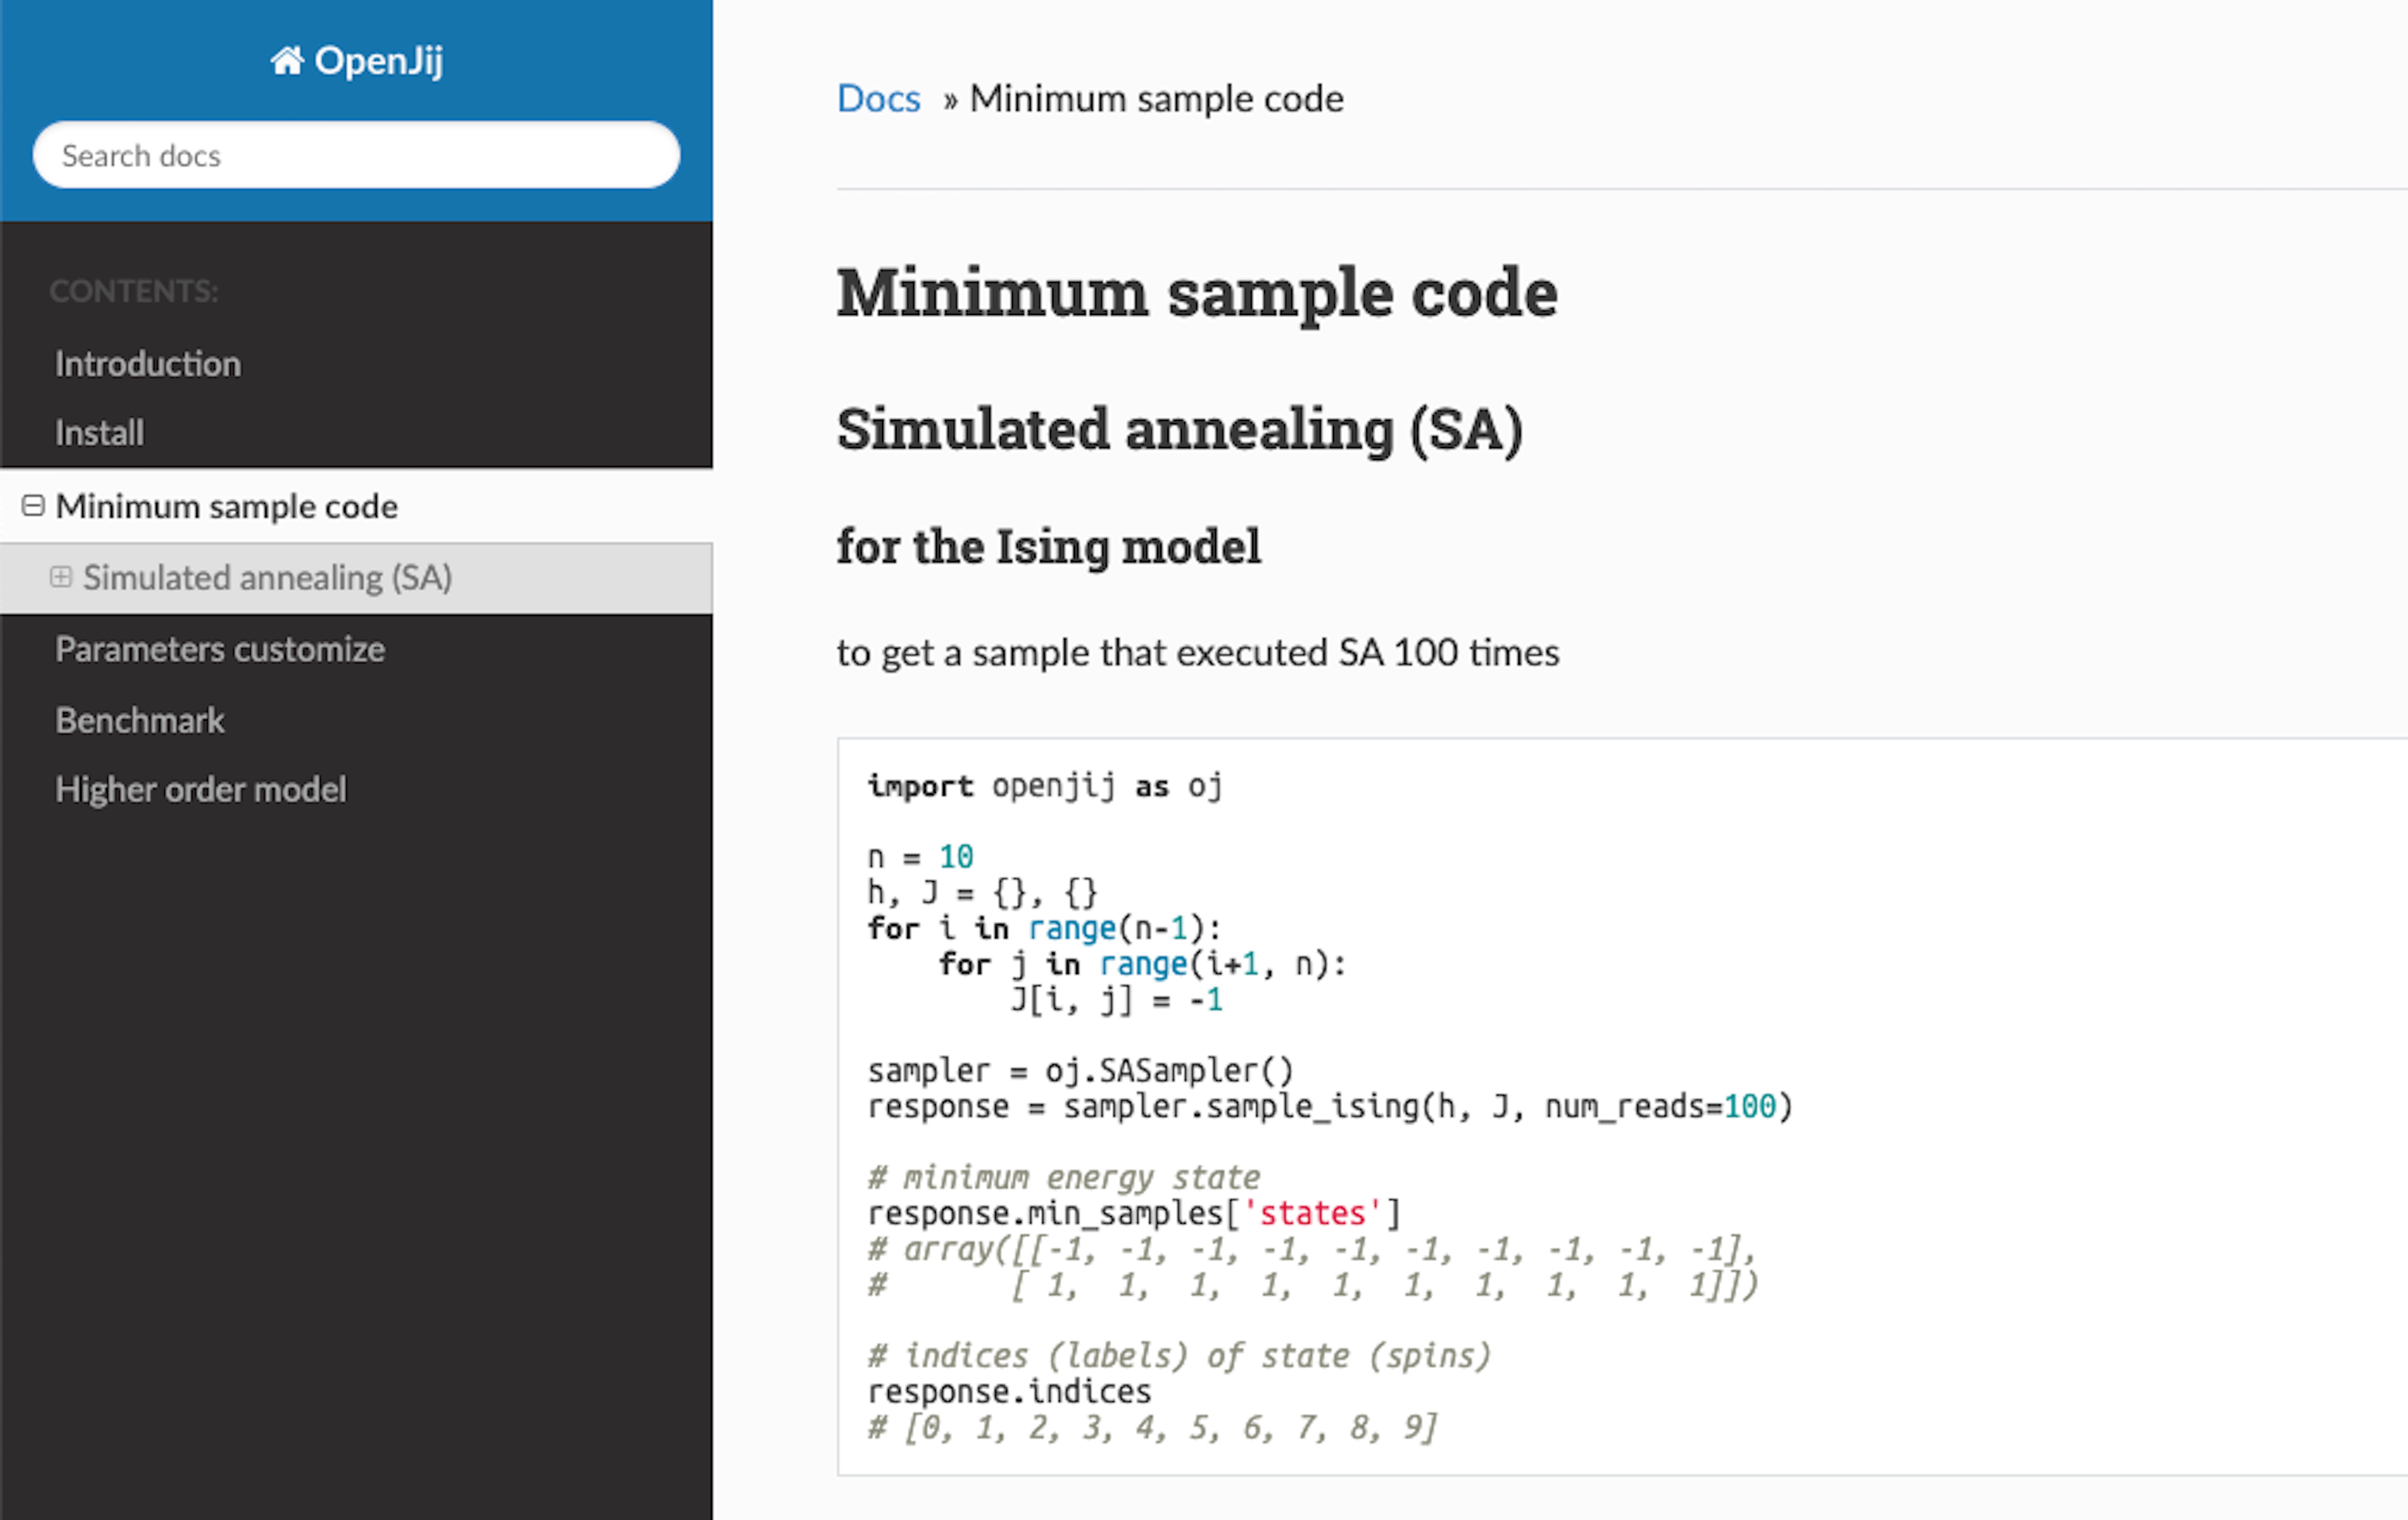 OpenJij
Search docs
CONTENTS:
Introduction
Install
Minimum sample code
Simulated annealing (SA)
Parameters customize
Benchmark
Higher order model
Docs » Minimum sample code
Minimum sample code
Simulated annealing (SA)
for the Ising model
to get a sample that executed SA 100 times
import openjij as oj
n = 10
h, J = {}, {}
for i in range(n-1):
    for j in range(i+1, n):
        J[i, j] = -1
sampler = oj.SASampler()
response = sampler.sample_ising(h, J, num_reads=100)
# minimum energy state
response.min_samples['states']
# array([[-1, -1, -1, -1, -1, -1, -1, -1, -1, -1],
#       [ 1,  1,  1,  1,  1,  1,  1,  1,  1,  1]])
# indices (labels) of state (spins)
response.indices
# [0, 1, 2, 3, 4, 5, 6, 7, 8, 9]